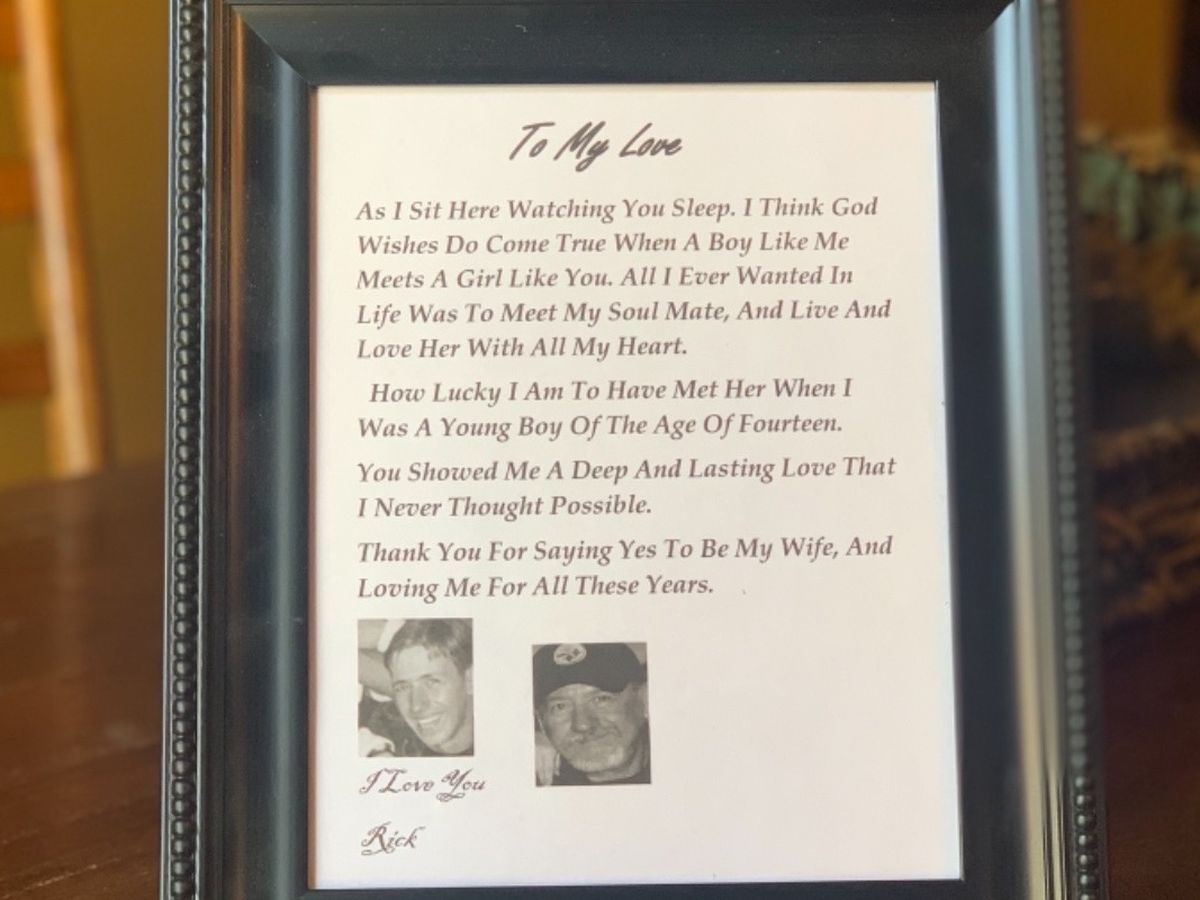 To My Love
As I Sit Here Watching You Sleep. I Think God
Wishes Do Come True When A Boy Like Me
Meets A Girl Like You. All I Ever Wanted In
Life Was To Meet My Soul Mate, And Live And
Love Her With All My Heart.
How Lucky I Am To Have Met Her When I
Was A Young Boy Of The Age Of Fourteen.
You Showed Me A Deep And Lasting Love That
I Never Thought Possible.
Thank You For Saying Yes To Be My Wife, And
Loving Me For All These Years.
I Love You
Rick